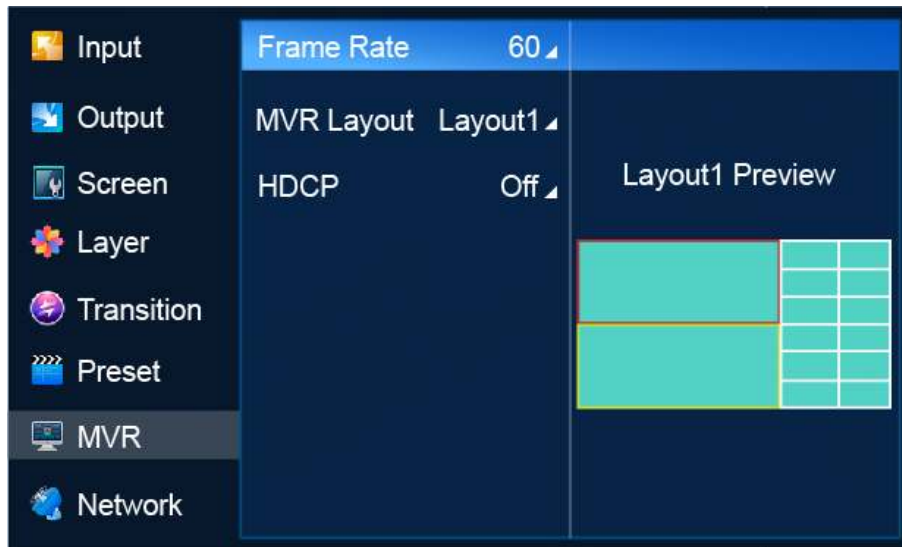 Input
Output
Screen
Layer
Transition
Preset
MVR
Network
Frame Rate 60
MVR Layout Layout1
HDCP Off
Layout1 Preview